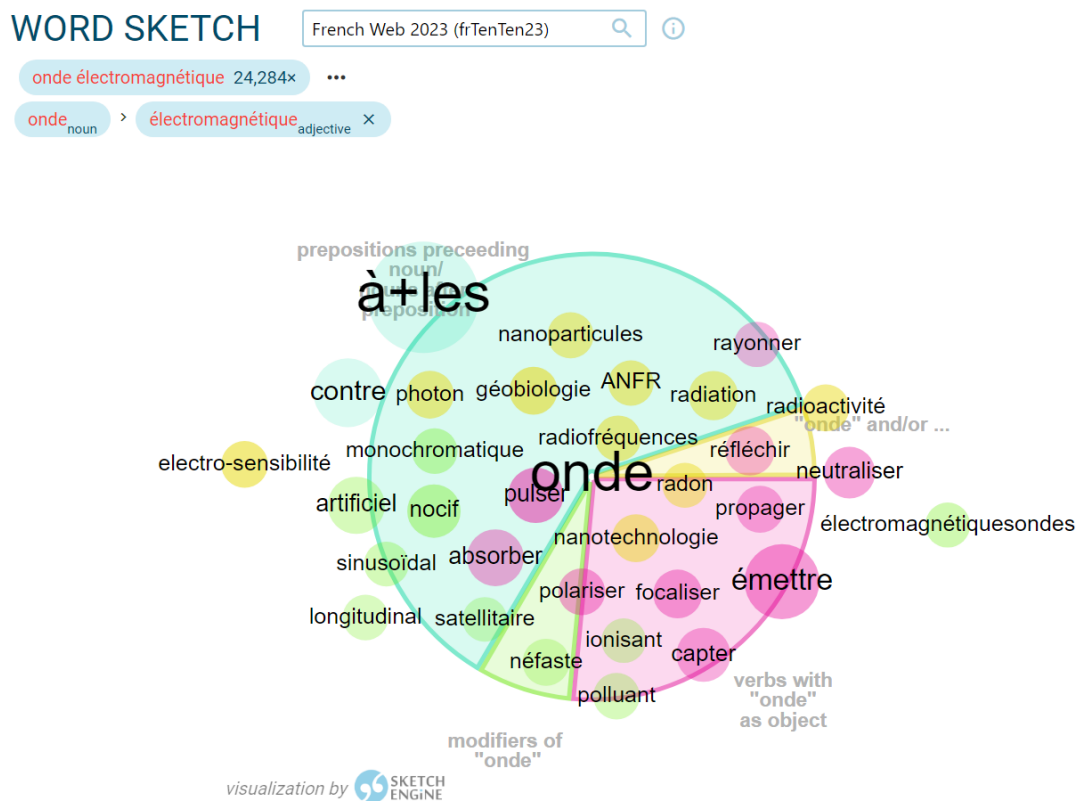 WORD SKETCH
French Web 2023 (frTenTen23)
onde électromagnétique 24,284×
onde noun > électromagnétique adjective ×
prepositions preceeding
noun/
nouns after
preposition
à+les
nanoparticules
rayonner
contre
photon
géobiologie
ANFR
radiation
radioactivité
"onde" and/or ...
radiofréquences
monochromatique
réfléchir
electro-sensibilité
onde
neutraliser
radon
pulser
artificiel
nocif
propager
électromagnétiquesondes
nanotechnologie
absorber
sinusoïdal
émettre
polariser
focaliser
longitudinal
satellitaire
ionisant
capter
néfaste
verbs with
"onde"
as object
polluant
modifiers of
"onde"
visualization by SKETCH
ENGINE